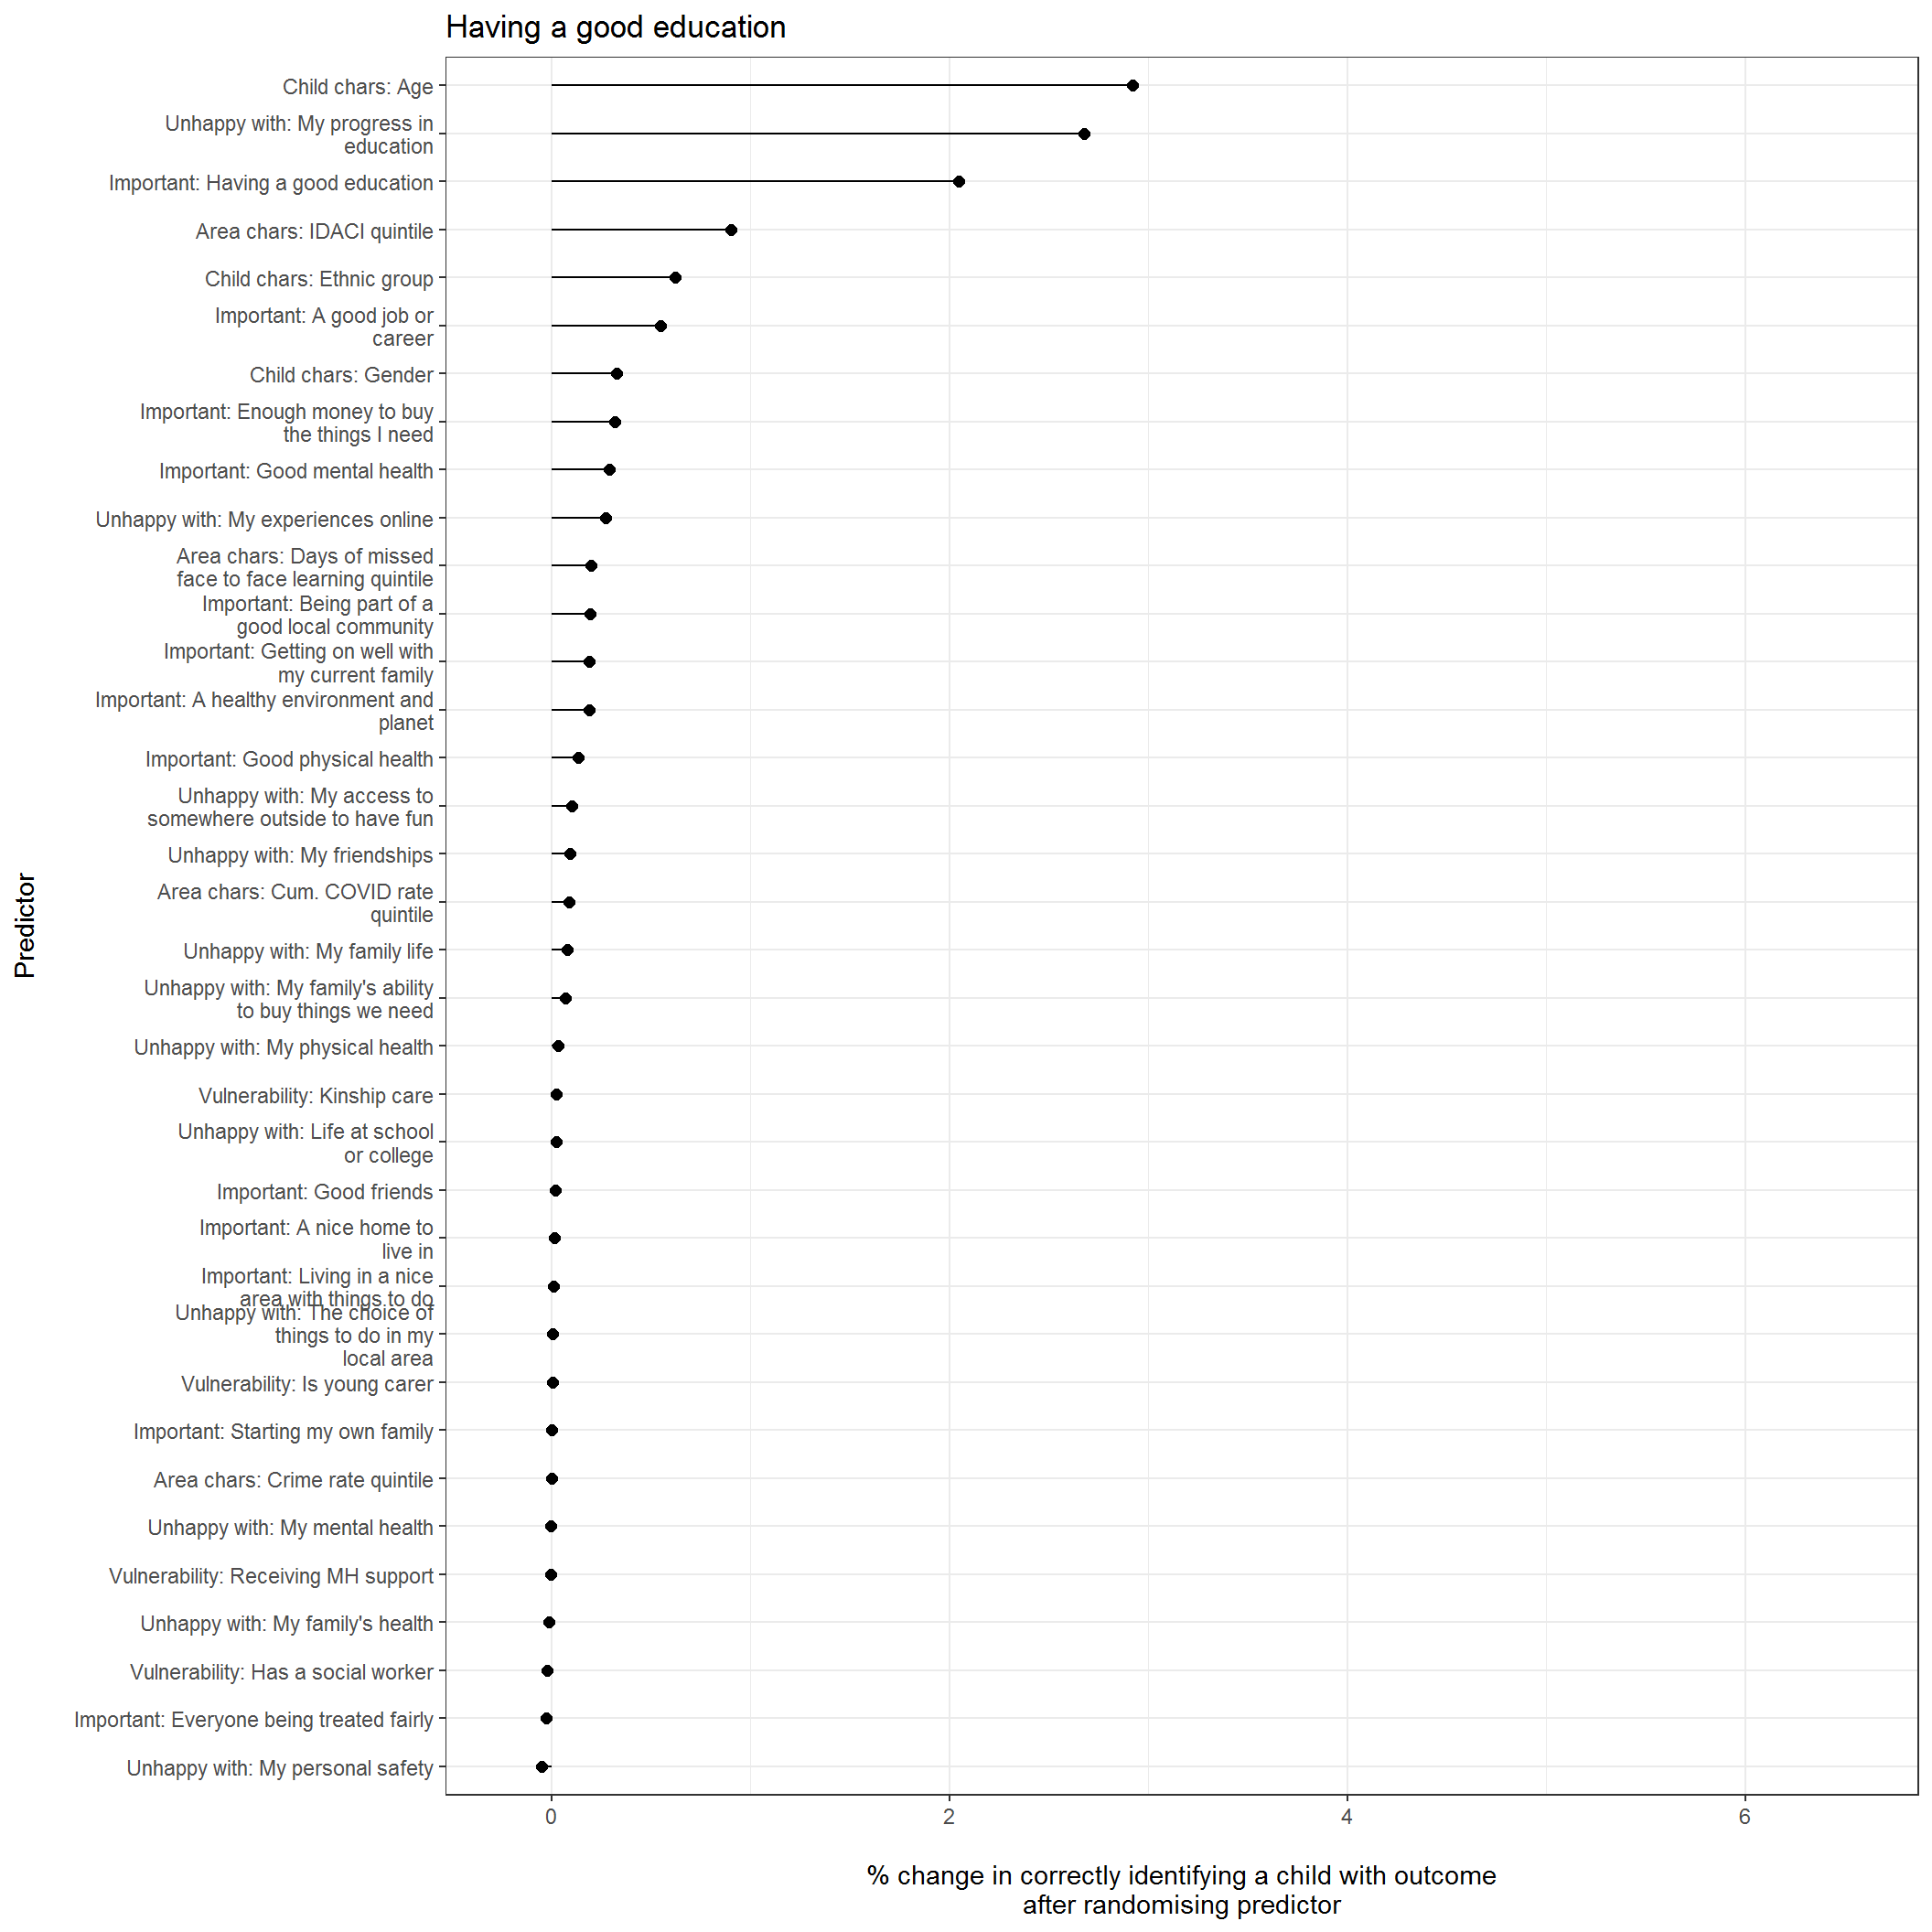 Having a good education
Child chars: Age
Unhappy with: My progress in
education
Important: Having a good education
Area chars: IDACI quintile
Child chars: Ethnic group
Important: A good job or
career
Child chars: Gender
Important: Enough money to buy
the things I need
Important: Good mental health
Unhappy with: My experiences online
Area chars: Days of missed
face to face learning quintile
Important: Being part of a
good local community
Important: Getting on well with
my current family
Important: A healthy environment and
planet
Important: Good physical health
Unhappy with: My access to
somewhere outside to have fun
Unhappy with: My friendships
Area chars: Cum. COVID rate
quintile
Unhappy with: My family life
Unhappy with: My family's ability
to buy things we need
Unhappy with: My physical health
Vulnerability: Kinship care
Unhappy with: Life at school
or college
Important: Good friends
Important: A nice home to
live in
Important: Living in a nice
area with things to do
Unhappy with: The choice of
things to do in my
local area
Vulnerability: Is young carer
Important: Starting my own family
Area chars: Crime rate quintile
Unhappy with: My mental health
Vulnerability: Receiving MH support
Unhappy with: My family's health
Vulnerability: Has a social worker
Important: Everyone being treated fairly
Unhappy with: My personal safety
Predictor
0 2 4 6
% change in correctly identifying a child with outcome
after randomising predictor